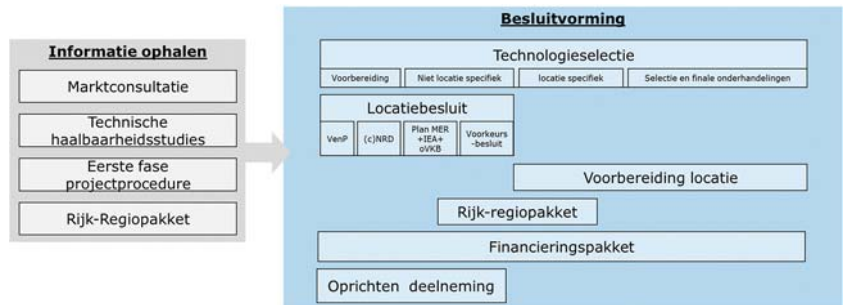 Informatie ophalen
Marktconsultatie
Technische
haalbaarheidsstudies
Eerste fase
projectprocedure
Rijk-Regiopakket
Besluitvorming
Technologieselectie
Voorbereiding
Niet locatie specifiek
locatie specifiek
Selectie en finale onderhandelingen
Locatiebesluit
VenP
(c)NRD
Plan MER
+IEA+
oVKB
Voorkeurs
-besluit
Voorbereiding locatie
Rijk-regiopakket
Financieringspakket
Oprichten deelneming